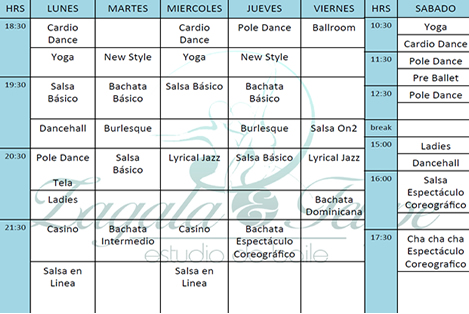 HRS LUNES MARTES MIERCOLES JUEVES VIERNES HRS SABADO
18:30 Cardio Dance Cardio Dance Pole Dance Ballroom
Yoga New Style Yoga New Style
19:30 Salsa Básico Bachata Básico Salsa Básico Bachata Básico
Dancehall Burlesque Burlesque Salsa On2
20:30 Pole Dance Salsa Básico Lyrical Jazz Salsa Básico Lyrical Jazz
Tela
Ladies Bachata Dominicana
21:30 Casino Bachata Intermedio Casino Bachata Espectáculo Coreográfico
Salsa en Linea Salsa en Linea
10:30 Yoga
Cardio Dance
11:30 Pole Dance
Pre Ballet
12:30 Pole Dance
break
15:00 Ladies
Dancehall
16:00 Salsa Espectáculo Coreográfico
17:30 Cha cha cha Espectáculo Coreografico
Zagala &
estudio de baile